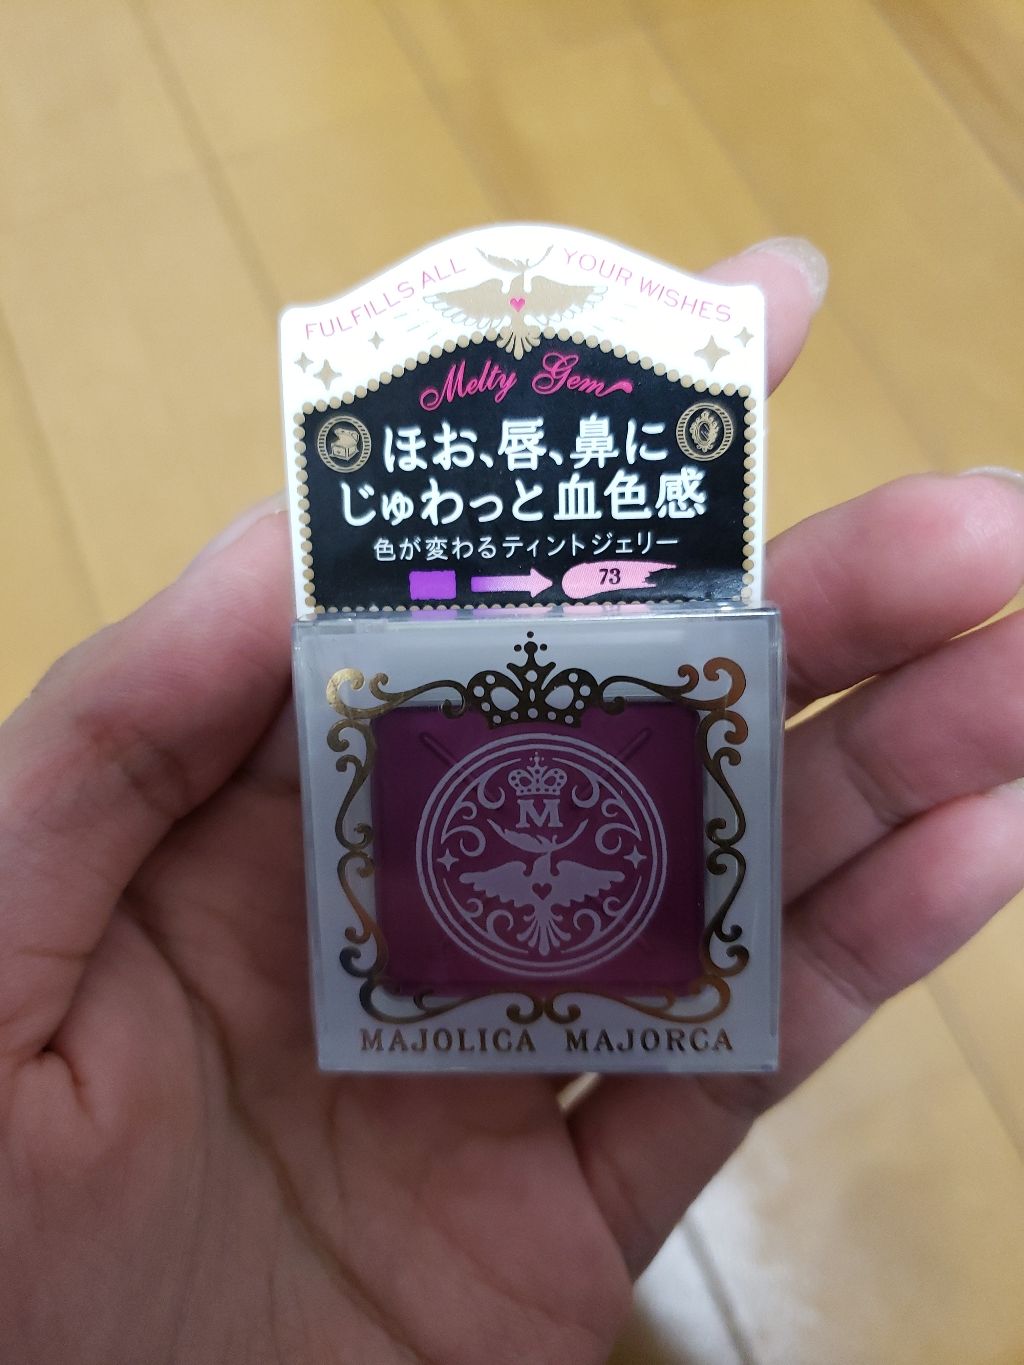 FULFILLS ALL YOUR WISHES
Melty Gem
ほお、唇、鼻に
じゅわっと血色感
色が変わるティントジェリー
73
M
MAJOLICA MAJORCA